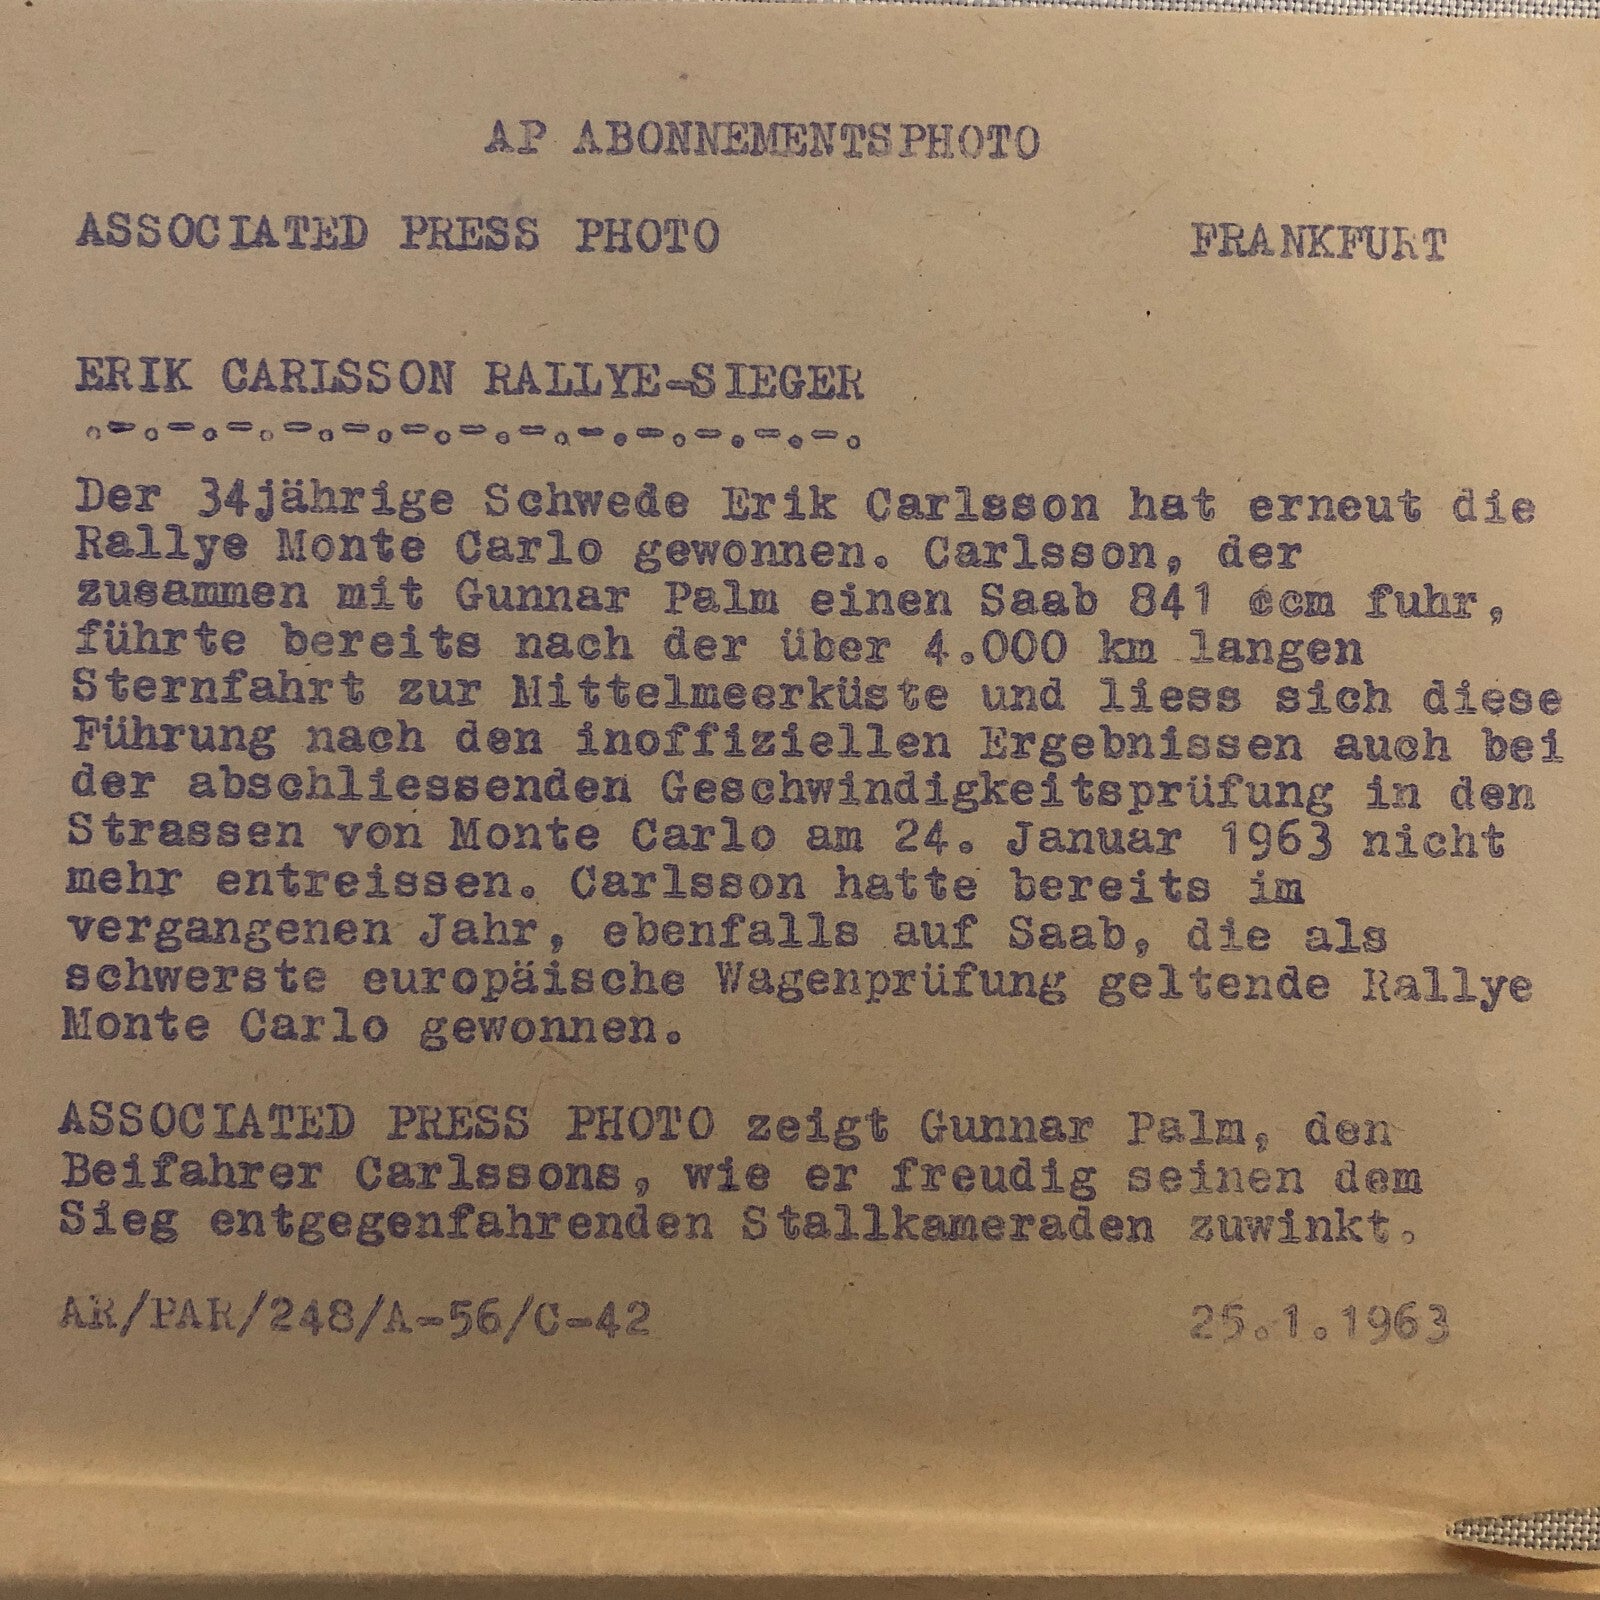 AP ABONNEMENTSPHOTO
ASSOCIATED PRESS PHOTO FRANKFURT
ERIK CARLSSON RALLYE-SIEGER
.-.-.-.-.-.-.-.-.-.-.-.-.-.
Der 34jährige Schwede Erik Carlsson hat erneut die
Rallye Monte Carlo gewonnen. Carlsson, der
zusammen mit Gunnar Palm einen Saab 841 ccm fuhr,
führte bereits nach der über 4.000 km langen
Sternfahrt zur Mittelmeerküste und liess sich diese
Führung nach den inoffiziellen Ergebnissen auch bei
der abschliessenden Geschwindigkeitsprüfung in den
Strassen von Monte Carlo am 24. Januar 1963 nicht
mehr entreissen. Carlsson hatte bereits im
vergangenen Jahr, ebenfalls auf Saab, die als
schwerste europäische Wagenprüfung geltende Rallye
Monte Carlo gewonnen.
ASSOCIATED PRESS PHOTO zeigt Gunnar Palm, den
Beifahrer Carlssons, wie er freudig seinen dem
Sieg entgegenfahrenden Stallkameraden zuwinkt.
AR/PAR/248/A-56/C-42 25.1.1963